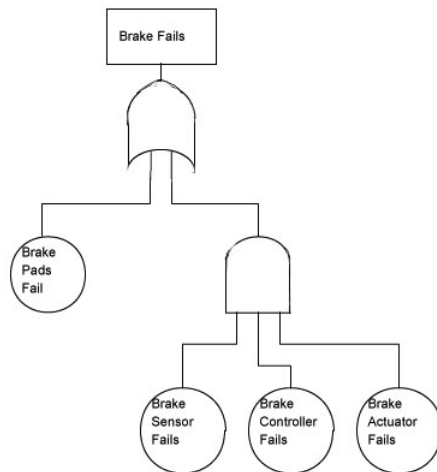 Brake Fails
Brake
Pads
Fail
Brake
Sensor
Fails
Brake
Controller
Fails
Brake
Actuator
Fails